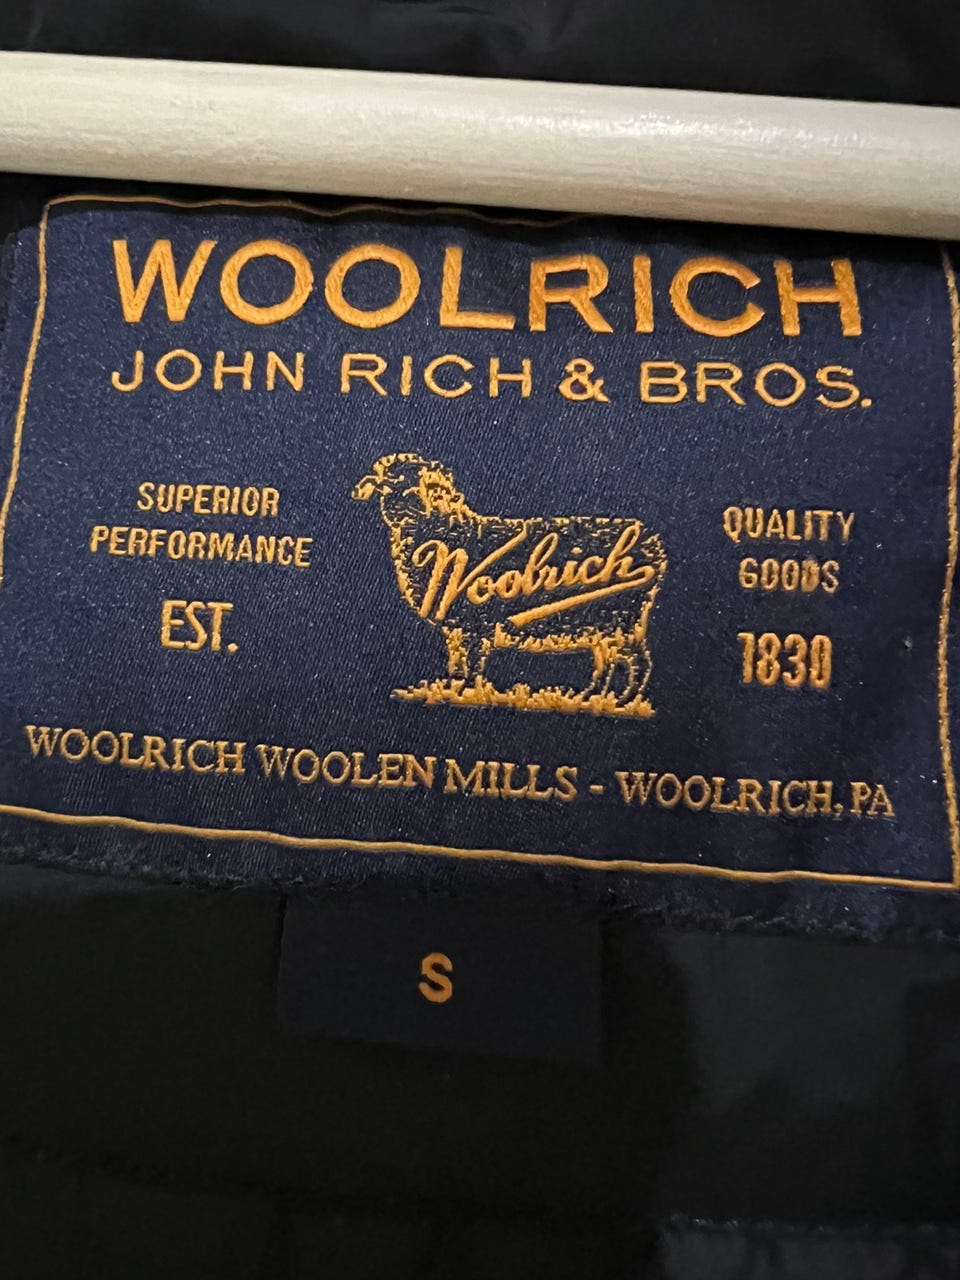 WOOLRICH
JOHN RICH & BROS.
SUPERIOR
PERFORMANCE
EST.
Woolrich
QUALITY
GOODS
1830
WOOLRICH WOOLEN MILLS - WOOLRICH, PA
S